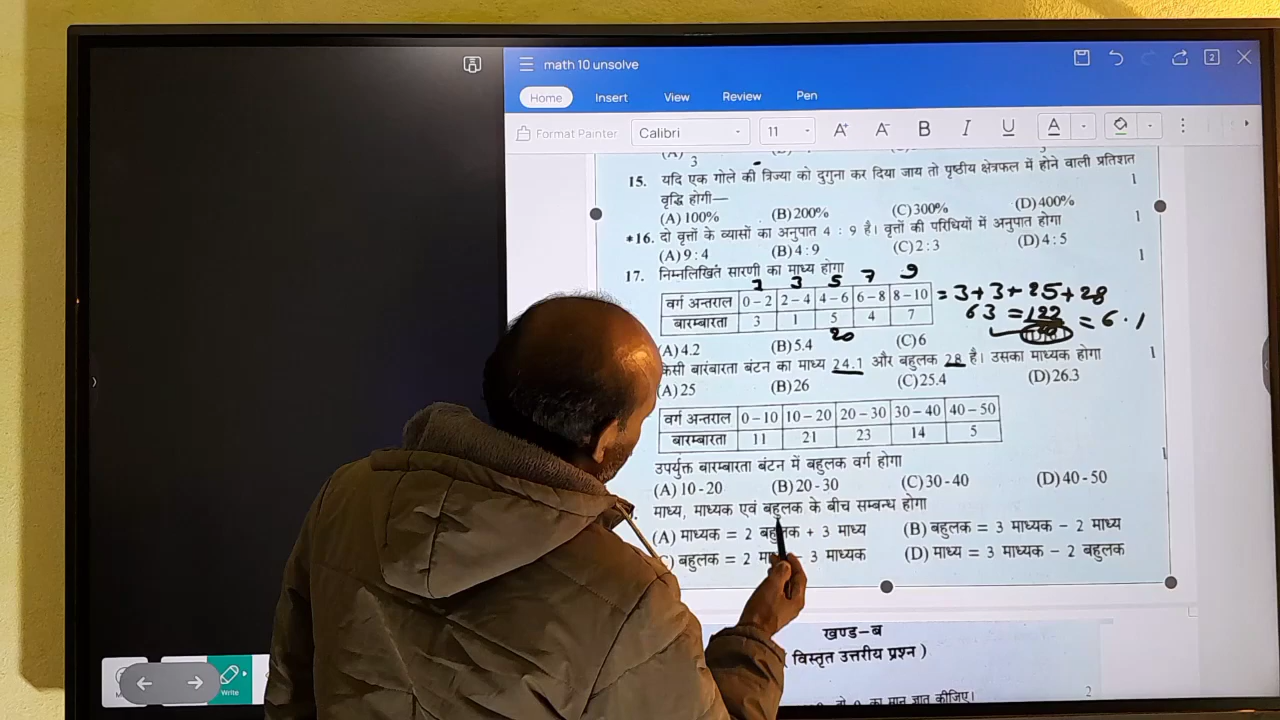 math 10 unsolve
Home Insert View Review Pen
Format Painter Calibri 11 A+ A- B I U A
(A) 3
15. यदि एक गोले की त्रिज्या को दुगुना कर दिया जाय तो पृष्ठीय क्षेत्रफल में होने वाली प्रतिशत
वृद्धि होगी— 1
(A) 100% (B) 200% (C) 300% (D) 400%
*16. दो वृत्तों के व्यासों का अनुपात 4 : 9 है। वृत्तों की परिधियों में अनुपात होगा 1
(A) 9 : 4 (B) 4 : 9 (C) 2 : 3 (D) 4 : 5
17. निम्नलिखित सारणी का माध्य होगा 1
1 3 5 7 9
वर्ग अन्तराल 0 – 2 2 – 4 4 – 6 6 – 8 8 – 10 = 3+3+25+28
बारम्बारता 3 1 5 4 7 63 = 122 = 6.1
20
(A) 4.2 (B) 5.4 (C) 6
किसी बारंबारता बंटन का माध्य 24.1 और बहुलक 28 है। उसका माध्यक होगा 1
(A) 25 (B) 26 (C) 25.4 (D) 26.3
वर्ग अन्तराल 0 – 10 10 – 20 20 – 30 30 – 40 40 – 50
बारम्बारता 11 21 23 14 5
उपर्युक्त बारम्बारता बंटन में बहुलक वर्ग होगा 1
(A) 10 - 20 (B) 20 - 30 (C) 30 - 40 (D) 40 - 50
माध्य, माध्यक एवं बहुलक के बीच सम्बन्ध होगा
(A) माध्यक = 2 बहुलक + 3 माध्य (B) बहुलक = 3 माध्यक – 2 माध्य
बहुलक = 2 – 3 माध्यक (D) माध्य = 3 माध्यक – 2 बहुलक
खण्ड-ब
( विस्तृत उत्तरीय प्रश्न )
का मान ज्ञात कीजिए। 2
Write